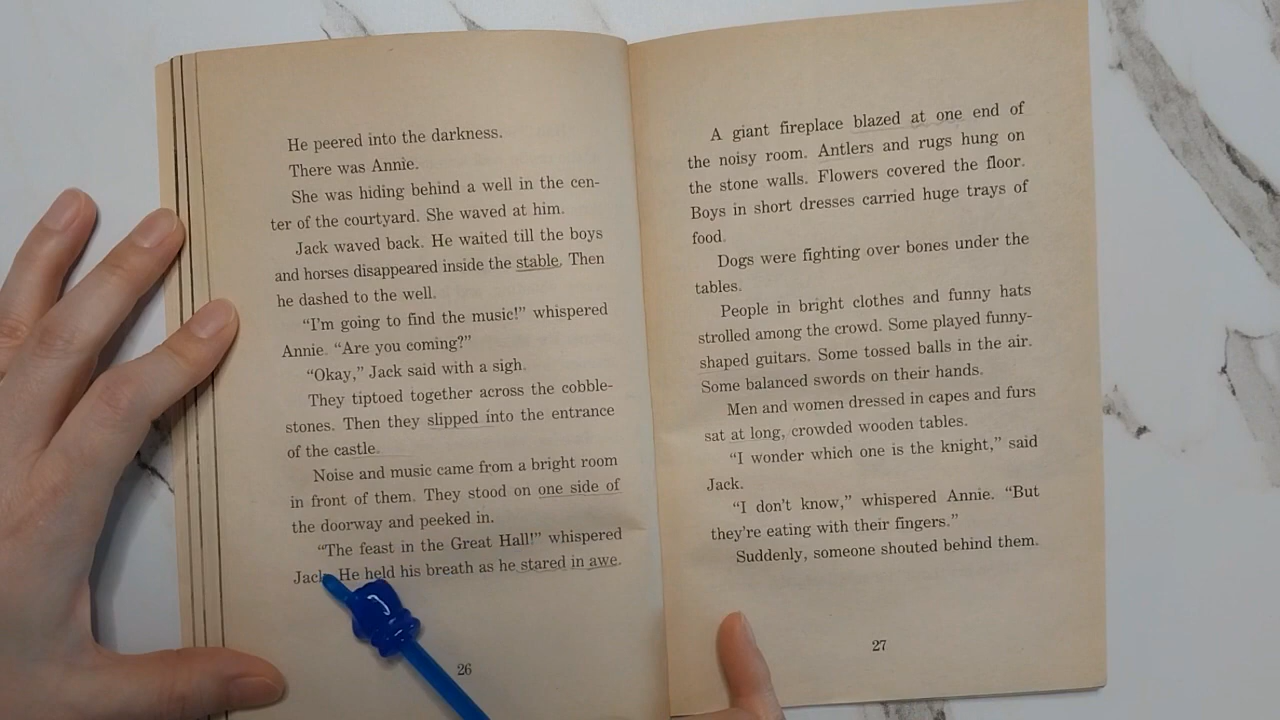 He peered into the darkness.
There was Annie.
She was hiding behind a well in the cen-
ter of the courtyard. She waved at him.
Jack waved back. He waited till the boys
and horses disappeared inside the stable. Then
he dashed to the well.
“I'm going to find the music!” whispered
Annie. “Are you coming?”
“Okay,” Jack said with a sigh.
They tiptoed together across the cobble-
stones. Then they slipped into the entrance
of the castle.
Noise and music came from a bright room
in front of them. They stood on one side of
the doorway and peeked in.
“The feast in the Great Hall!” whispered
Jack. He held his breath as he stared in awe.
26
A giant fireplace blazed at one end of
the noisy room. Antlers and rugs hung on
the stone walls. Flowers covered the floor.
Boys in short dresses carried huge trays of
food.
Dogs were fighting over bones under the
tables.
People in bright clothes and funny hats
strolled among the crowd. Some played funny-
shaped guitars. Some tossed balls in the air.
Some balanced swords on their hands.
Men and women dressed in capes and furs
sat at long, crowded wooden tables.
“I wonder which one is the knight,” said
Jack.
“I don't know,” whispered Annie. “But
they're eating with their fingers.”
Suddenly, someone shouted behind them.
27